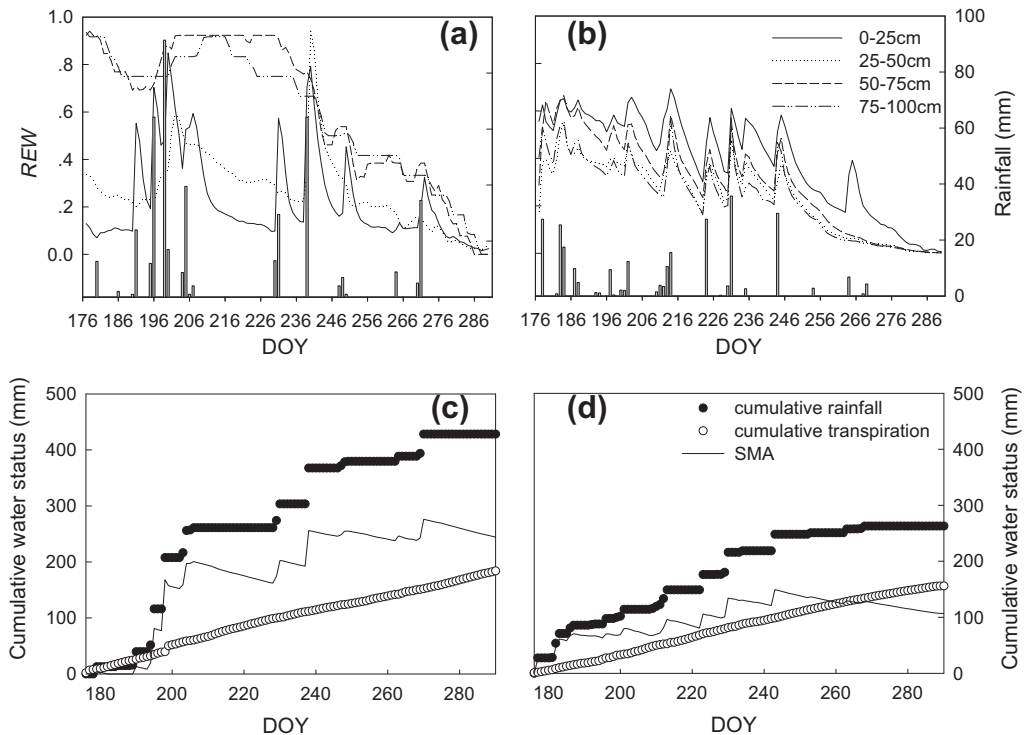 (a)
1.0
.8
.6
.4
.2
0.0
REW
176 186 196 206 216 226 236 246 256 266 276 286
DOY
(b)
0-25cm
25-50cm
50-75cm
75-100cm
100
80
60
40
20
0
Rainfall (mm)
176 186 196 206 216 226 236 246 256 266 276 286
DOY
(c)
500
400
300
200
100
0
Cumulative water status (mm)
180 200 220 240 260 280
DOY
(d)
cumulative rainfall
cumulative transpiration
SMA
500
400
300
200
100
0
Cumulative water status (mm)
180 200 220 240 260 280
DOY